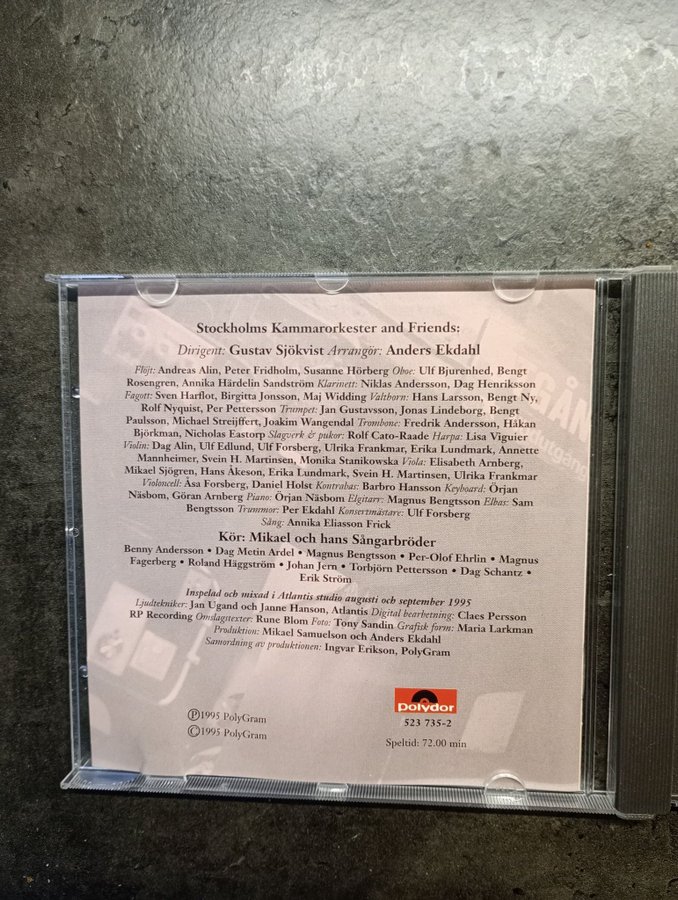 Stockholms Kammarorkester and Friends:
Dirigent: Gustav Sjökvist Arrangör: Anders Ekdahl
Flöjt: Andreas Alin, Peter Fridholm, Susanne Hörberg Oboe: Ulf Bjurenhed, Bengt
Rosengren, Annika Härdelin Sandström Klarinett: Niklas Andersson, Dag Henriksson
Fagott: Sven Harflot, Birgitta Jonsson, Maj Widding Valthorn: Hans Larsson, Bengt Ny,
Rolf Nyquist, Per Pettersson Trumpet: Jan Gustavsson, Jonas Lindeborg, Bengt
Paulsson, Michael Streijffert, Joakim Wangendal Trombone: Fredrik Andersson, Håkan
Björkman, Nicholas Eastorp Slagverk & pukor: Rolf Cato-Raade Harpa: Lisa Viguier
Violin: Dag Alin, Ulf Edlund, Ulf Forsberg, Ulrika Frankmar, Erika Lundmark, Annette
Mannheimer, Svein H. Martinsen, Monika Stanikowska Viola: Elisabeth Arnberg,
Mikael Sjögren, Hans Åkeson, Erika Lundmark, Svein H. Martinsen, Ulrika Frankmar
Violoncell: Åsa Forsberg, Daniel Holst Kontrabas: Barbro Hansson Keyboard: Örjan
Näsbom, Göran Arnberg Piano: Örjan Näsbom Elgitarr: Magnus Bengtsson Elbas: Sam
Bengtsson Trummor: Per Ekdahl Konsertmästare: Ulf Forsberg
Sång: Annika Eliasson Frick
Kör: Mikael och hans Sångarbröder
Benny Andersson • Dag Metin Ardel • Magnus Bengtsson • Per-Olof Ehrlin • Magnus
Fagerberg • Roland Häggström • Johan Jern • Torbjörn Pettersson • Dag Schantz •
Erik Ström
Inspelad och mixad i Atlantis studio augusti och september 1995
Ljudtekniker: Jan Ugand och Janne Hanson, Atlantis Digital bearbetning: Claes Persson
RP Recording Omslagstexter: Rune Blom Foto: Tony Sandin Grafisk form: Maria Larkman
Produktion: Mikael Samuelson och Anders Ekdahl
Samordning av produktionen: Ingvar Erikson, PolyGram
polydor
523 735-2
Ⓟ1995 PolyGram
©1995 PolyGram
Speltid: 72.00 min